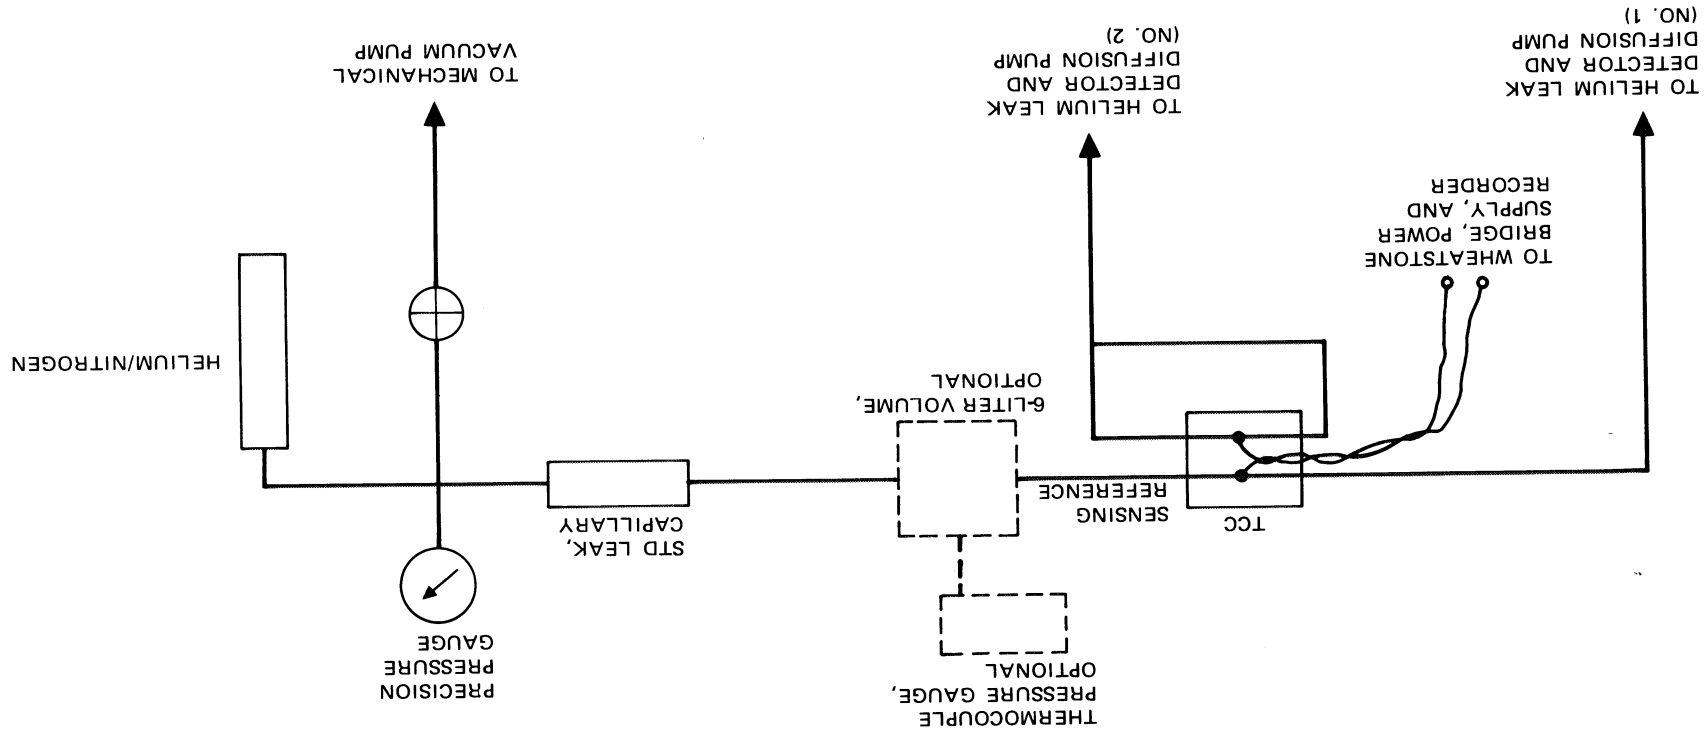 THERMOCOUPLE
PRESSURE GAUGE,
OPTIONAL
PRECISION
PRESSURE
GAUGE
TCC
SENSING
REFERENCE
STD LEAK,
CAPILLARY
6-LITER VOLUME,
OPTIONAL
HELIUM/NITROGEN
TO WHEATSTONE
BRIDGE, POWER
SUPPLY, AND
RECORDER
TO HELIUM LEAK
DETECTOR AND
DIFFUSION PUMP
(NO. 1)
TO HELIUM LEAK
DETECTOR AND
DIFFUSION PUMP
(NO. 2)
TO MECHANICAL
VACUUM PUMP